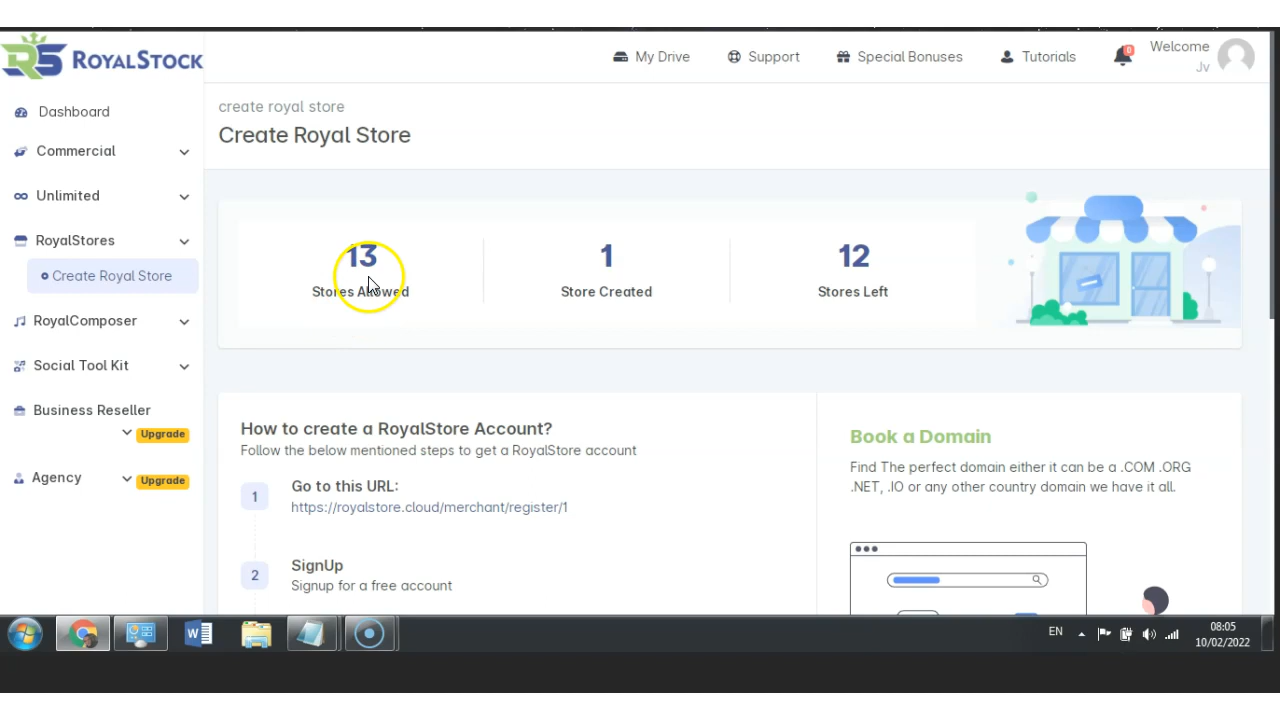 RS ROYALSTOCK
My Drive
Support
Special Bonuses
Tutorials
0
Welcome
Jv
Dashboard
Commercial
Unlimited
RoyalStores
Create Royal Store
RoyalComposer
Social Tool Kit
Business Reseller
Upgrade
Agency
Upgrade
create royal store
Create Royal Store
13
Stores Allowed
1
Store Created
12
Stores Left
How to create a RoyalStore Account?
Follow the below mentioned steps to get a RoyalStore account
1
Go to this URL:
https://royalstore.cloud/merchant/register/1
2
SignUp
Signup for a free account
Book a Domain
Find The perfect domain either it can be a .COM .ORG
.NET, .IO or any other country domain we have it all.
EN
08:05
10/02/2022